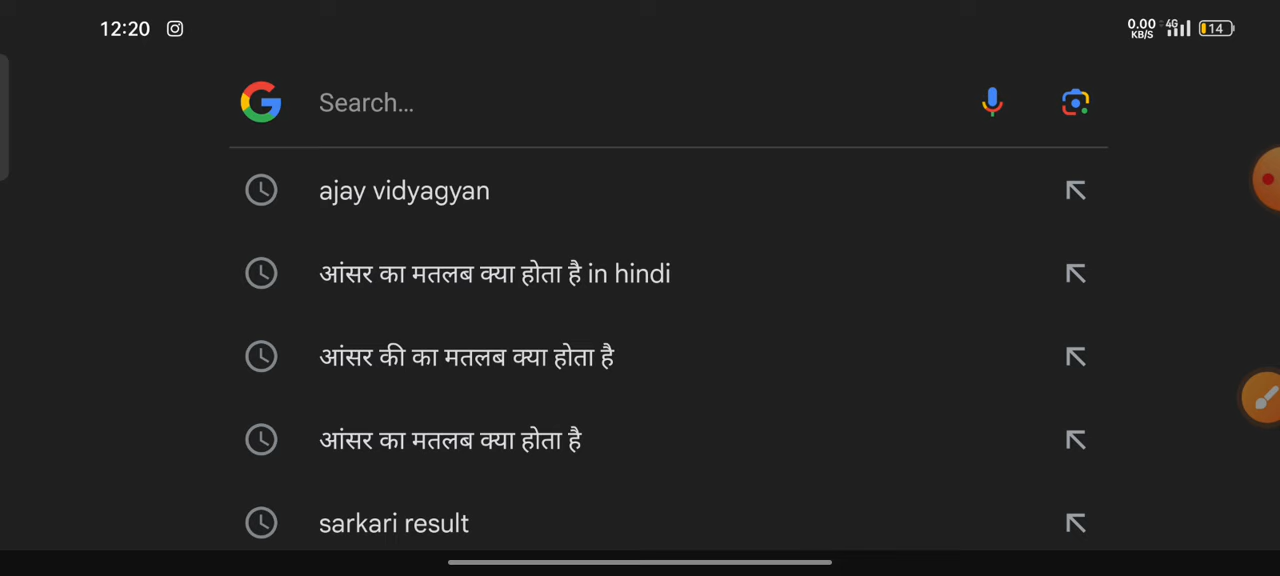 12:20 0.00 KB/S 4G 14
Search...
ajay vidyagyan
आंसर का मतलब क्या होता है in hindi
आंसर की का मतलब क्या होता है
आंसर का मतलब क्या होता है
sarkari result